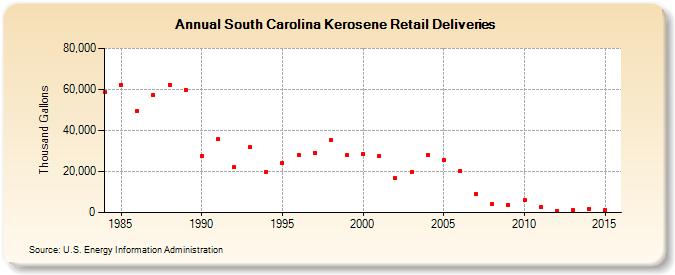 Annual South Carolina Kerosene Retail Deliveries
Thousand Gallons
80,000
60,000
40,000
20,000
0
1985 1990 1995 2000 2005 2010 2015
Source: U.S. Energy Information Administration